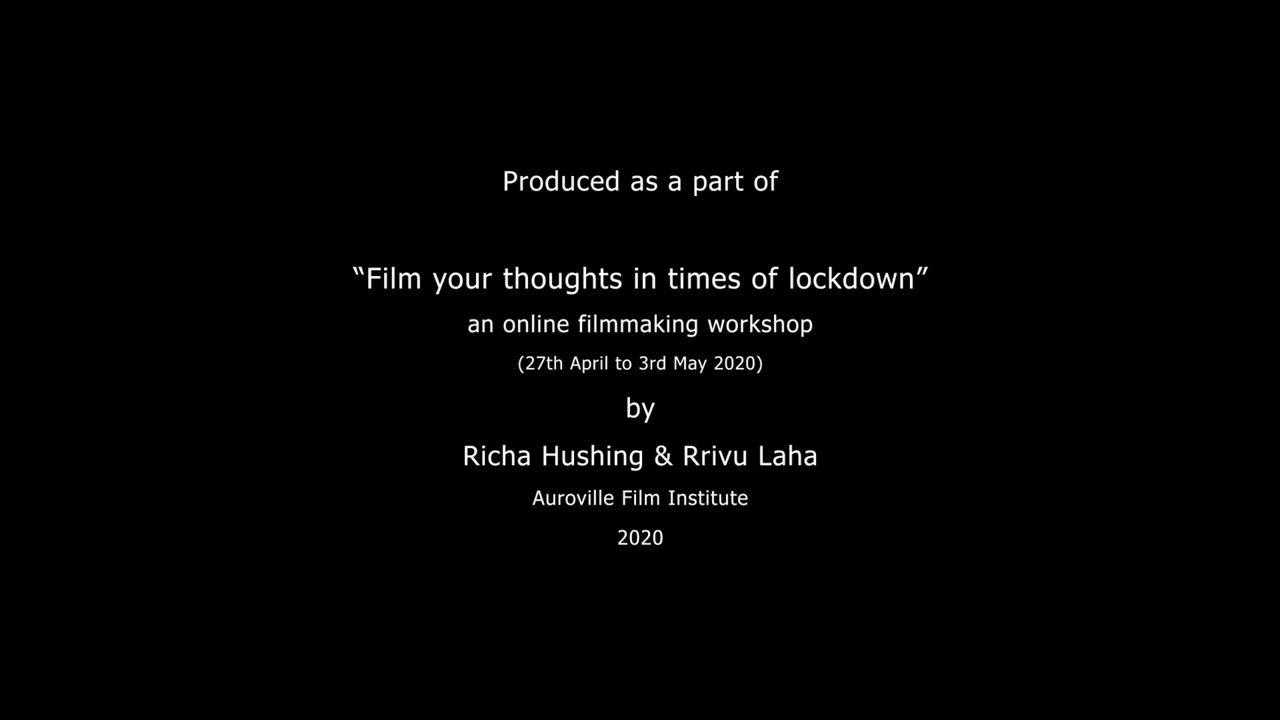 Produced as a part of
“Film your thoughts in times of lockdown”
an online filmmaking workshop
(27th April to 3rd May 2020)
by
Richa Hushing & Rrivu Laha
Auroville Film Institute
2020